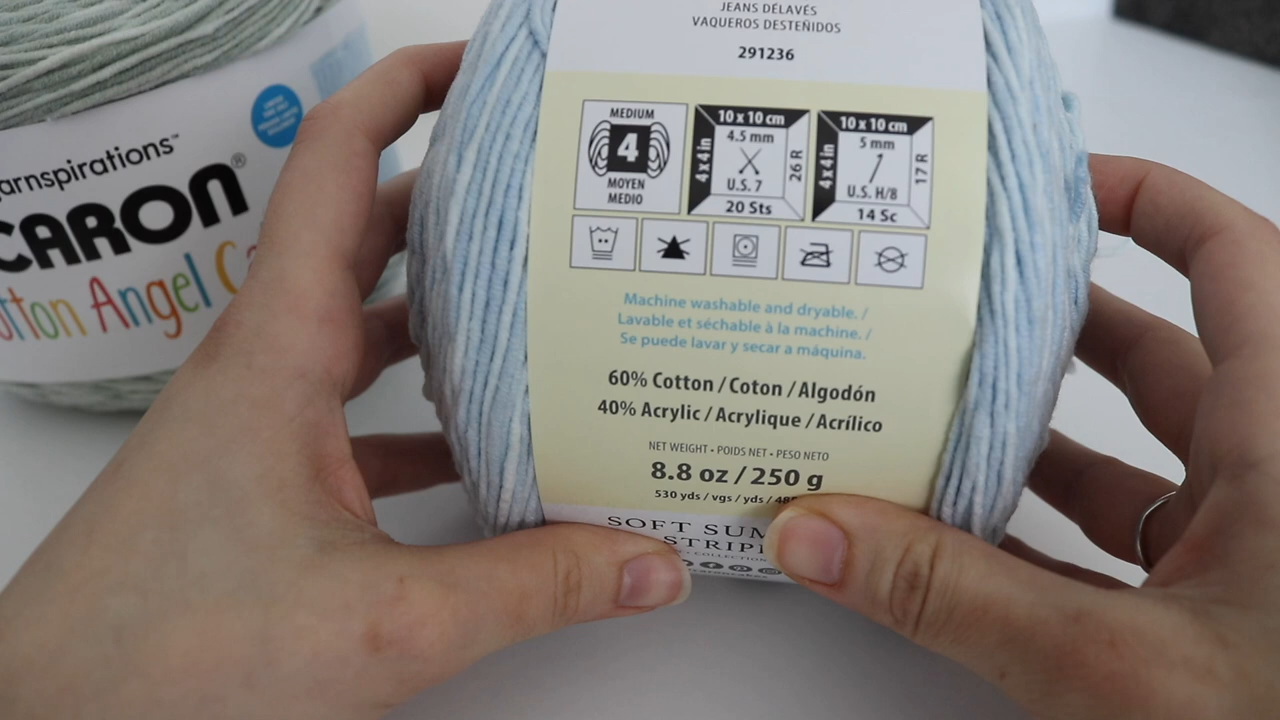 JEANS DÉLAVÉS
VAQUEROS DESTEÑIDOS
291236
MEDIUM
4
MOYEN
MEDIO
10 x 10 cm
4 x 4 in
4.5 mm
U.S. 7
26 R
20 Sts
10 x 10 cm
4 x 4 in
5 mm
U.S. H/8
17 R
14 Sc
Machine washable and dryable. /
Lavable et séchable à la machine. /
Se puede lavar y secar a máquina.
60% Cotton / Coton / Algodón
40% Acrylic / Acrylique / Acrílico
NET WEIGHT • POIDS NET • PESO NETO
8.8 oz / 250 g
530 yds / vgs / yds / 48
SOFT SUM
STRIP
COLLECTION
arnspirations™
CARON®
tton Angel C